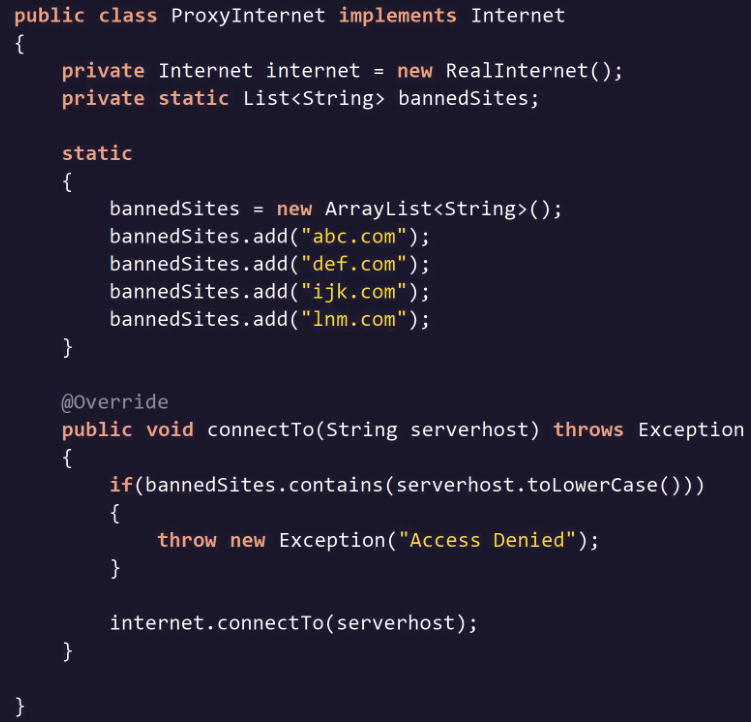 public class ProxyInternet implements Internet
{
    private Internet internet = new RealInternet();
    private static List<String> bannedSites;

    static
    {
        bannedSites = new ArrayList<String>();
        bannedSites.add("abc.com");
        bannedSites.add("def.com");
        bannedSites.add("ijk.com");
        bannedSites.add("lnm.com");
    }

    @Override
    public void connectTo(String serverhost) throws Exception
    {
        if(bannedSites.contains(serverhost.toLowerCase()))
        {
            throw new Exception("Access Denied");
        }

        internet.connectTo(serverhost);
    }

}